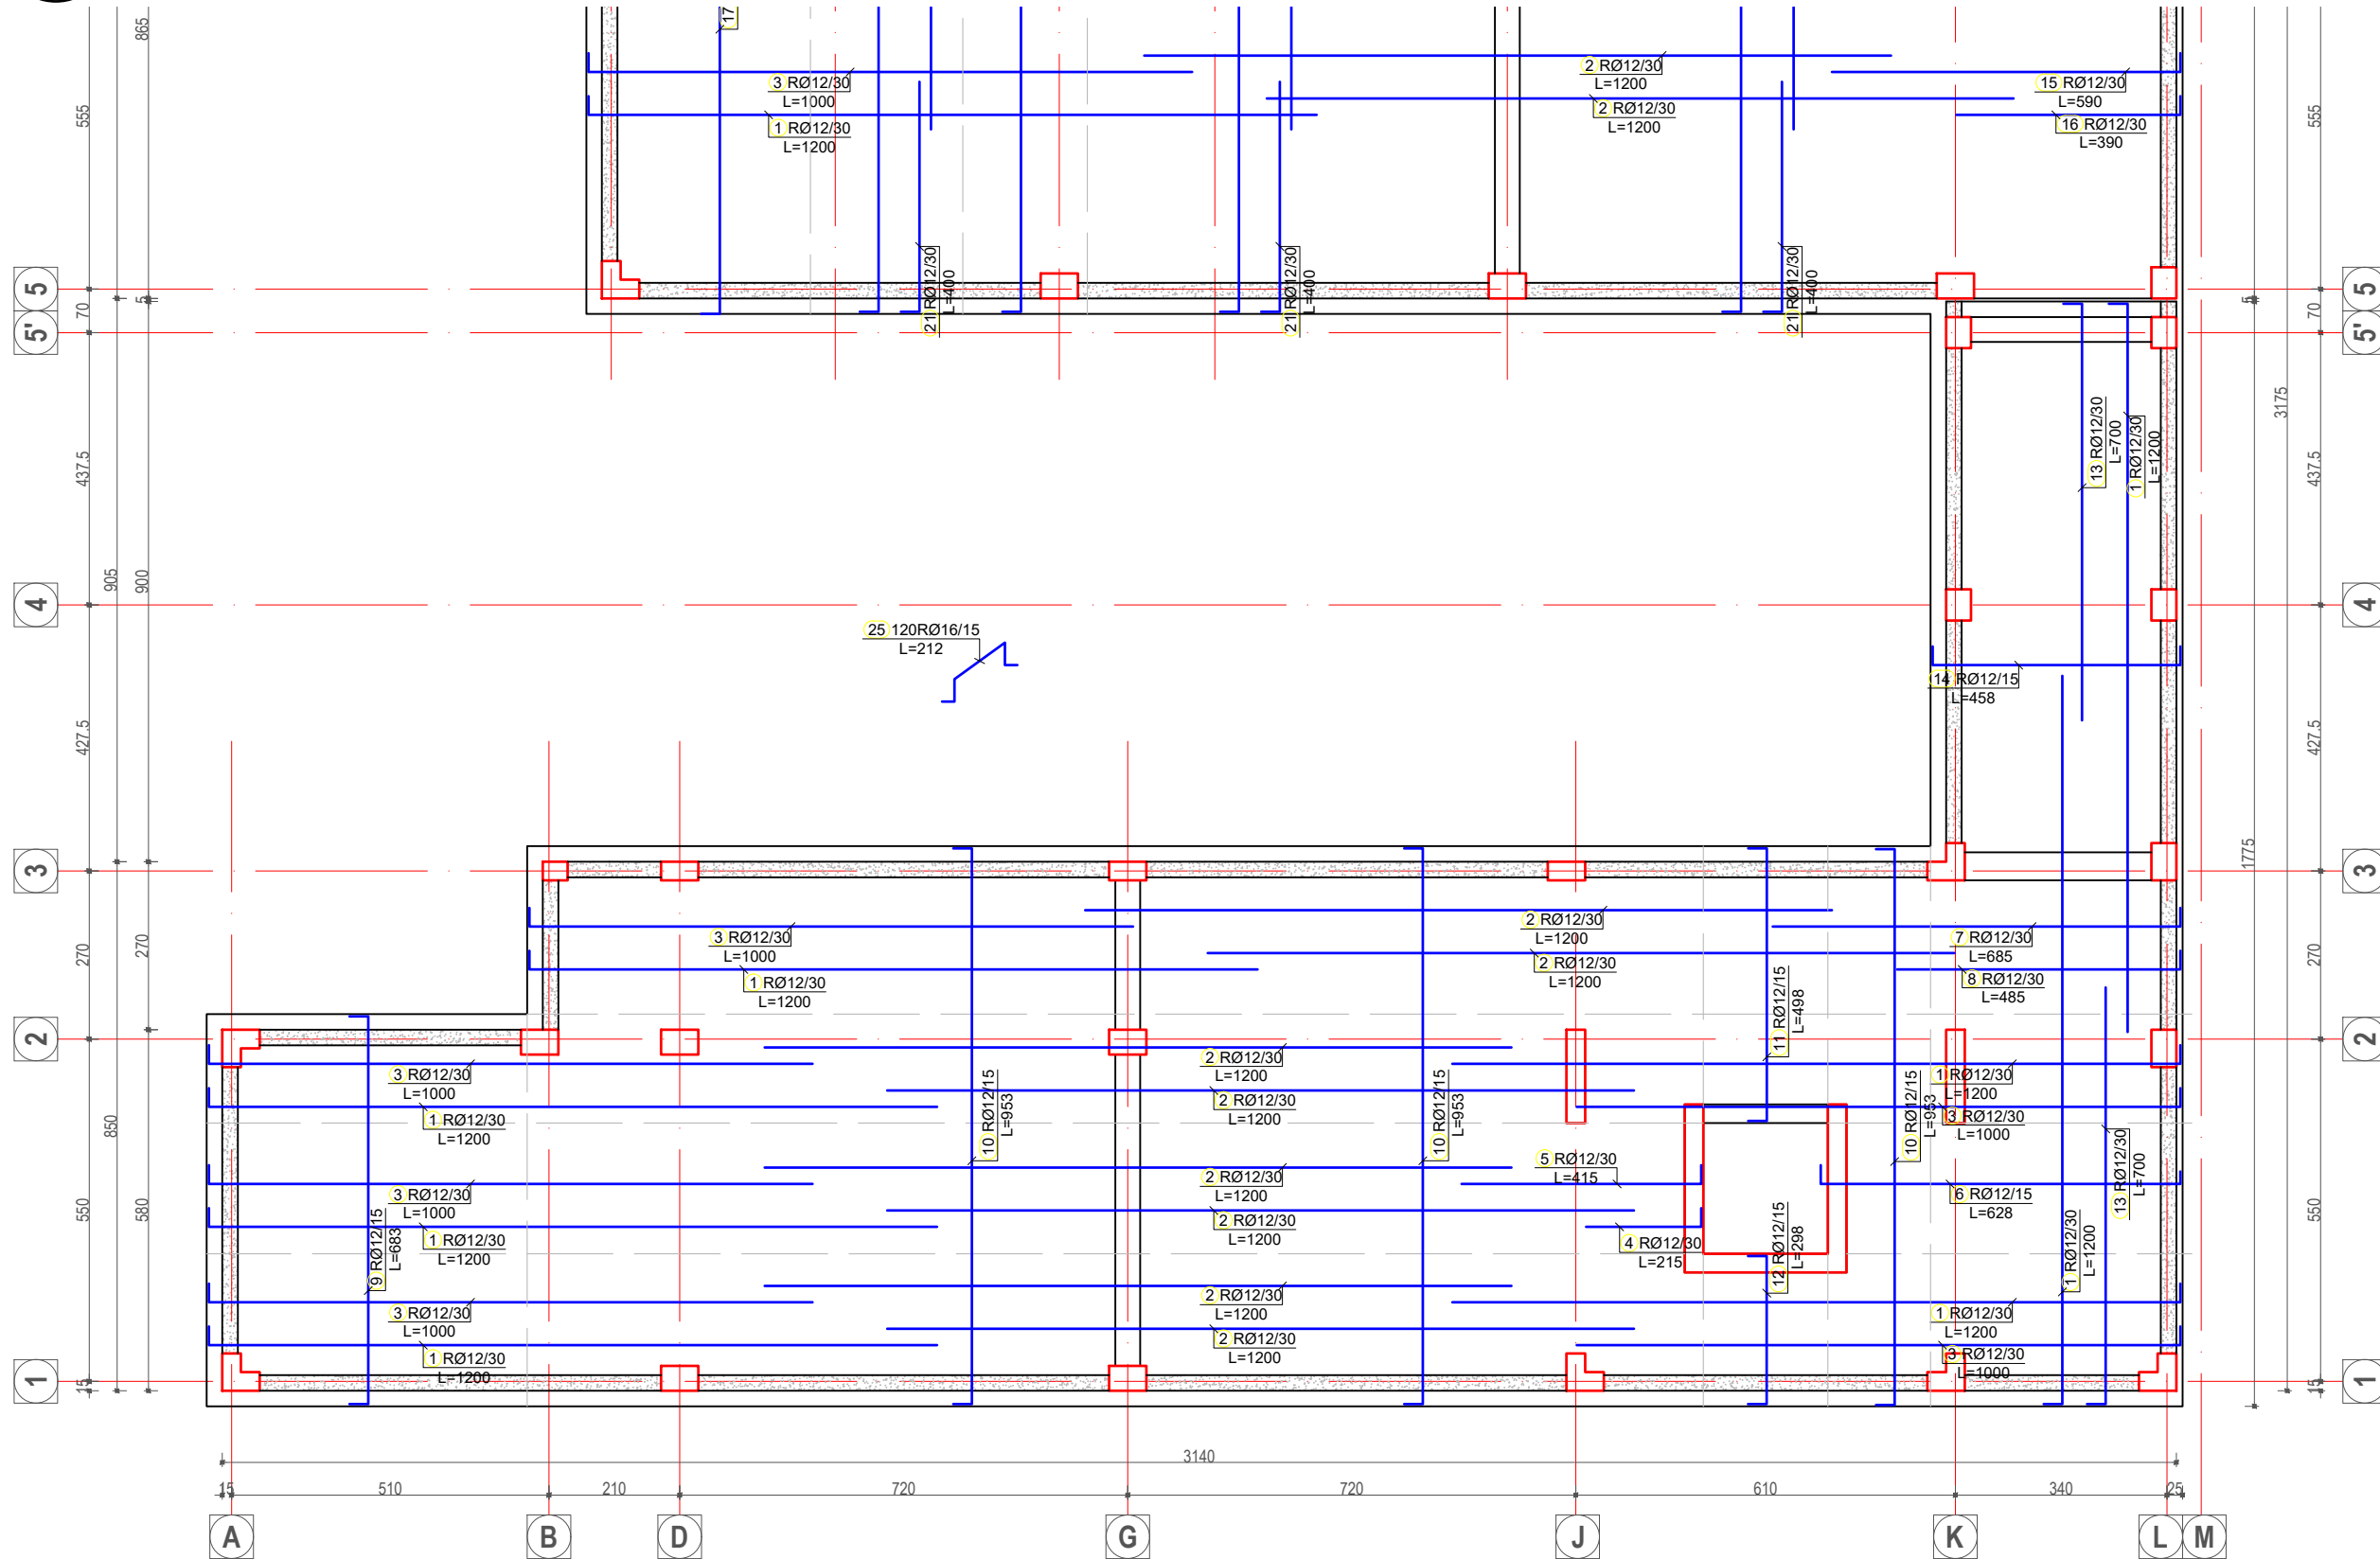 865
17
3 RØ12/30
L=1000
1 RØ12/30
L=1200
2 RØ12/30
L=1200
2 RØ12/30
L=1200
15 RØ12/30
L=590
16 RØ12/30
L=390
555
555
21 RØ12/30
L=400
21 RØ12/30
L=400
21 RØ12/30
L=400
5
5
5
5
70
70
5'
5'
3175
437.5
437.5
13 RØ12/30
L=700
1 RØ12/30
L=1200
905
900
4
4
25 120RØ16/15
L=212
14 RØ12/15
L=458
427.5
427.5
1775
3
3
3 RØ12/30
L=1000
1 RØ12/30
L=1200
2 RØ12/30
L=1200
2 RØ12/30
L=1200
7 RØ12/30
L=685
8 RØ12/30
L=485
270
270
270
11 RØ12/15
L=498
2
2
3 RØ12/30
L=1000
1 RØ12/30
L=1200
2 RØ12/30
L=1200
2 RØ12/30
L=1200
1 RØ12/30
L=1200
3 RØ12/30
L=1000
10 RØ12/15
L=953
10 RØ12/15
L=953
10 RØ12/15
L=953
850
550
580
550
3 RØ12/30
L=1000
1 RØ12/30
L=1200
9 RØ12/15
L=683
2 RØ12/30
L=1200
2 RØ12/30
L=1200
5 RØ12/30
L=415
4 RØ12/30
L=215
6 RØ12/15
L=628
13 RØ12/30
L=700
1 RØ12/30
L=1200
12 RØ12/15
L=298
3 RØ12/30
L=1000
1 RØ12/30
L=1200
2 RØ12/30
L=1200
2 RØ12/30
L=1200
1 RØ12/30
L=1200
3 RØ12/30
L=1000
1
1
15
15
3140
15
510
210
720
720
610
340
25
A
B
D
G
J
K
L
M